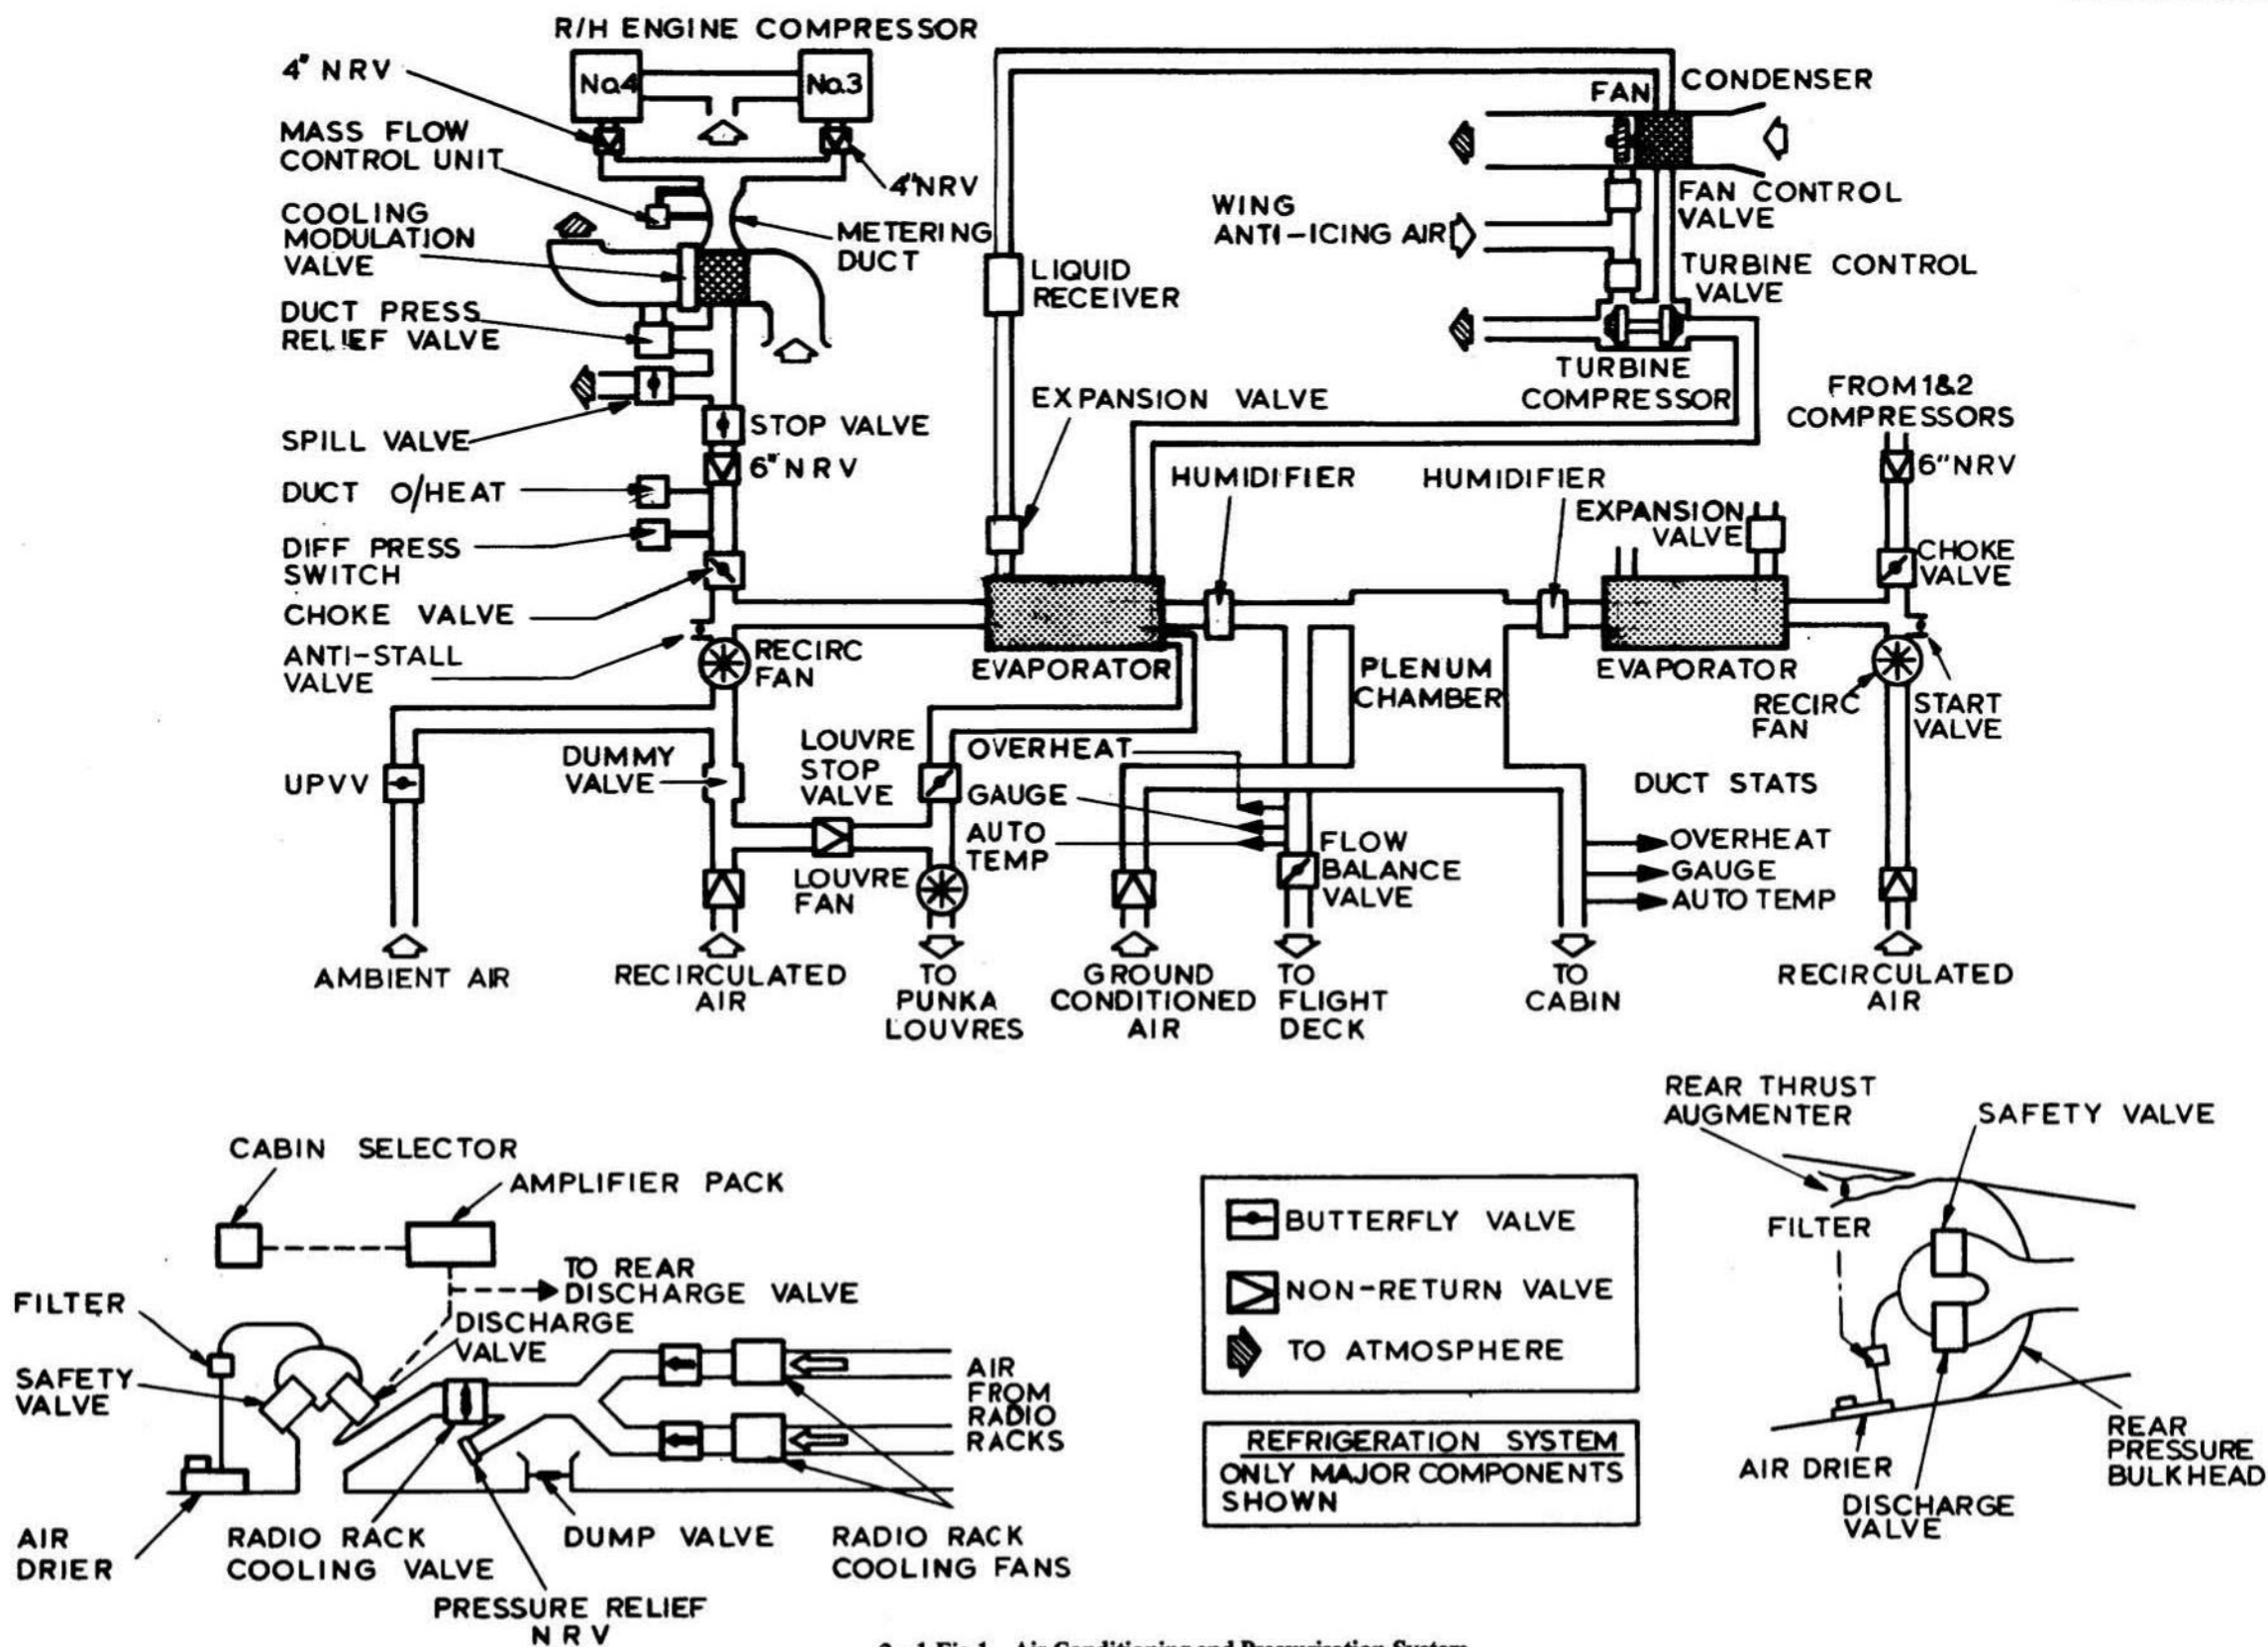 R/H ENGINE COMPRESSOR
4" NRV
No.4
No.3
MASS FLOW
CONTROL UNIT
4" NRV
COOLING
MODULATION
VALVE
METERING
DUCT
DUCT PRESS
RELIEF VALVE
SPILL VALVE
STOP VALVE
6" NRV
DUCT O/HEAT
DIFF PRESS
SWITCH
CHOKE VALVE
ANTI-STALL
VALVE
RECIRC
FAN
UPVV
DUMMY
VALVE
LOUVRE
STOP
VALVE
LOUVRE
FAN
AMBIENT AIR
RECIRCULATED
AIR
TO
PUNKA
LOUVRES
FAN
CONDENSER
WING
ANTI-ICING AIR
FAN CONTROL
VALVE
LIQUID
RECEIVER
TURBINE CONTROL
VALVE
TURBINE
COMPRESSOR
EXPANSION VALVE
FROM 1&2
COMPRESSORS
HUMIDIFIER
HUMIDIFIER
6" NRV
EXPANSION
VALVE
CHOKE
VALVE
EVAPORATOR
PLENUM
CHAMBER
EVAPORATOR
RECIRC
FAN
START
VALVE
OVERHEAT
GAUGE
AUTO
TEMP
FLOW
BALANCE
VALVE
DUCT STATS
OVERHEAT
GAUGE
AUTO TEMP
GROUND
CONDITIONED
AIR
TO
FLIGHT
DECK
TO
CABIN
RECIRCULATED
AIR
CABIN SELECTOR
AMPLIFIER PACK
TO REAR
DISCHARGE VALVE
FILTER
DISCHARGE
VALVE
SAFETY
VALVE
AIR
FROM
RADIO
RACKS
AIR
DRIER
RADIO RACK
COOLING VALVE
DUMP VALVE
RADIO RACK
COOLING FANS
PRESSURE RELIEF
NRV
BUTTERFLY VALVE
NON-RETURN VALVE
TO ATMOSPHERE
REFRIGERATION SYSTEM
ONLY MAJOR COMPONENTS
SHOWN
REAR THRUST
AUGMENTER
SAFETY VALVE
FILTER
AIR DRIER
DISCHARGE
VALVE
REAR
PRESSURE
BULKHEAD
Fig 1 Air Conditioning and Pressurisation System